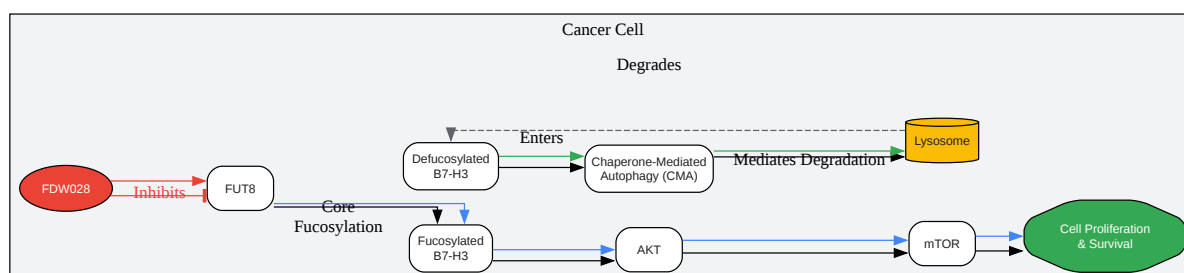 Cancer Cell
Degrades
Enters
Defucosylated
B7-H3
Chaperone-Mediated
Autophagy (CMA)
Mediates Degradation
Lysosome
FDW028
Inhibits
FUT8
Core
Fucosylation
Fucosylated
B7-H3
AKT
mTOR
Cell Proliferation
& Survival